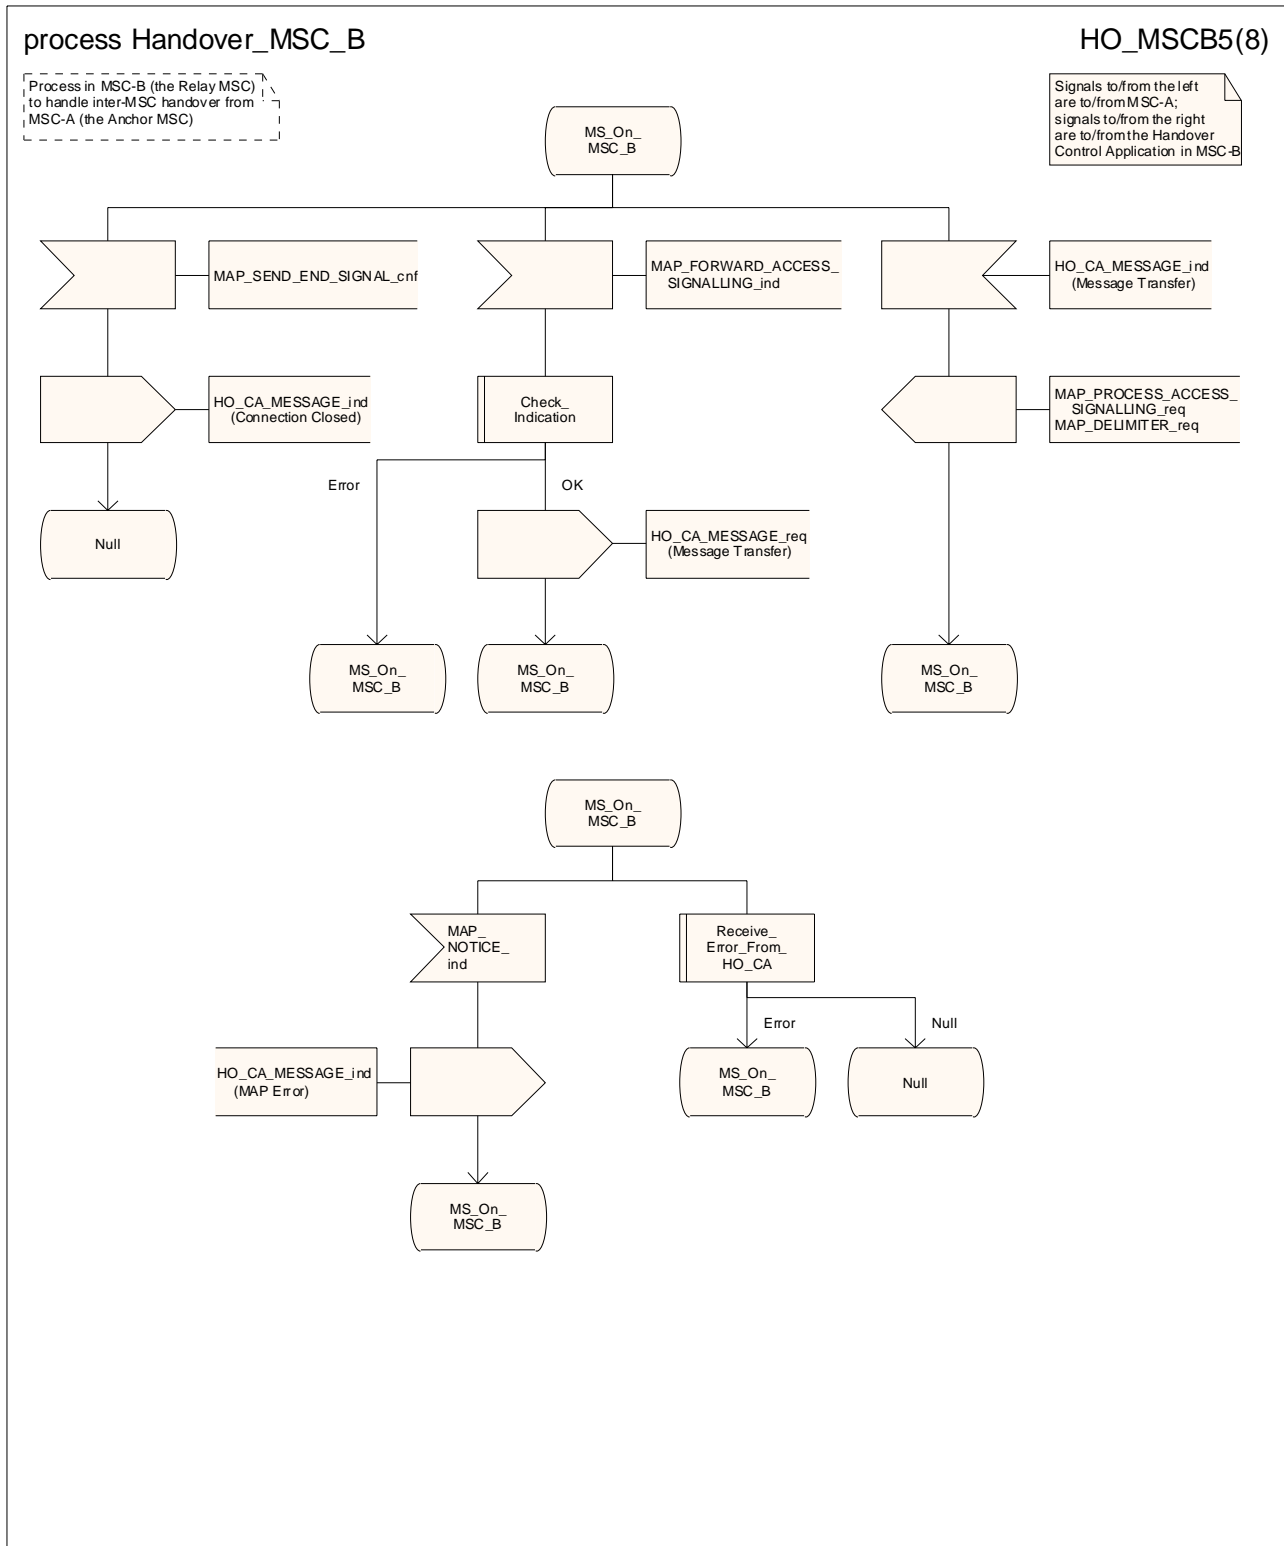 process Handover_MSC_B
HO_MSCB5(8)
Process in MSC-B (the Relay MSC)
to handle inter-MSC handover from
MSC-A (the Anchor MSC)
Signals to/from the left
are to/from MSC-A;
signals to/from the right
are to/from the Handover
Control Application in MSC-B
MS_On_
MSC_B
MAP_SEND_END_SIGNAL_cnf
MAP_FORWARD_ACCESS_
SIGNALLING_ind
HO_CA_MESSAGE_ind
(Message Transfer)
HO_CA_MESSAGE_ind
(Connection Closed)
Check_
Indication
MAP_PROCESS_ACCESS_
SIGNALLING_req
MAP_DELIMITER_req
Error
OK
Null
HO_CA_MESSAGE_req
(Message Transfer)
MS_On_
MSC_B
MS_On_
MSC_B
MS_On_
MSC_B
MS_On_
MSC_B
MAP_
NOTICE_
ind
Receive_
Error_From_
HO_CA
Error
Null
HO_CA_MESSAGE_ind
(MAP Error)
MS_On_
MSC_B
Null
MS_On_
MSC_B